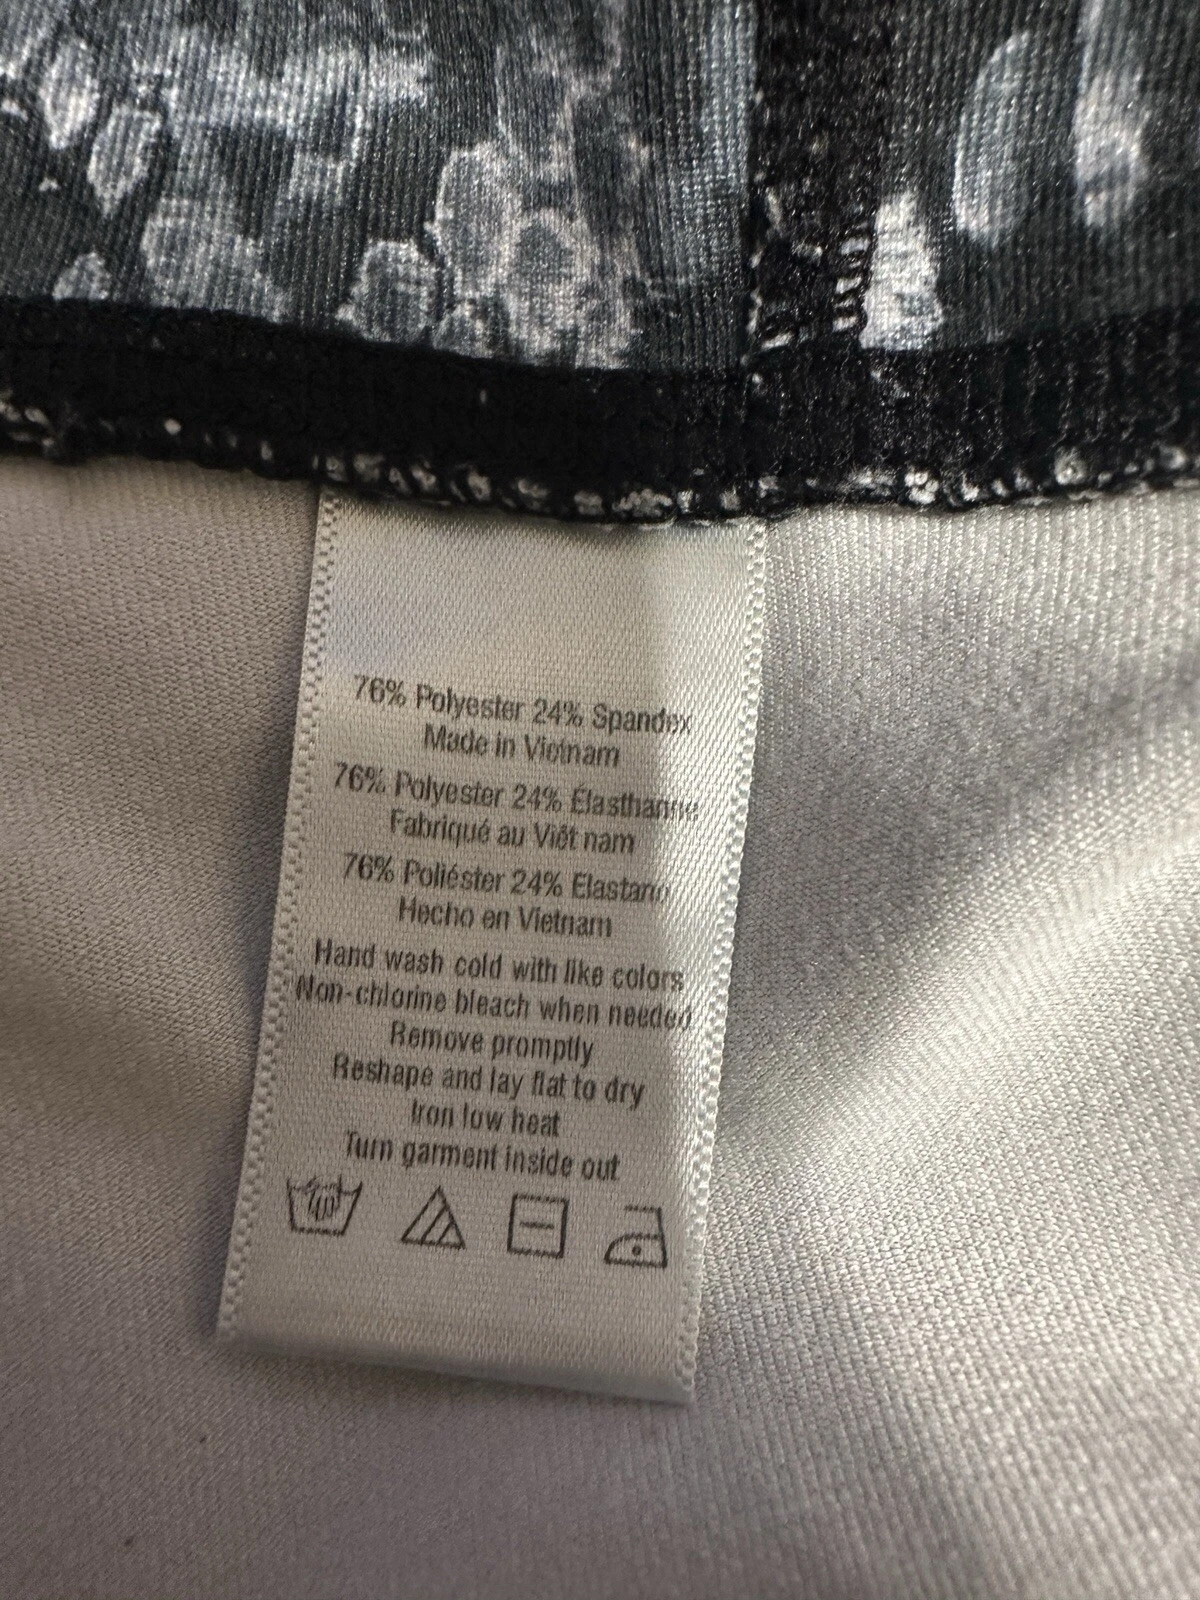 76% Polyester 24% Spandex
Made in Vietnam
76% Polyester 24% Élasthanne
Fabriqué au Viêt nam
76% Poliéster 24% Elastano
Hecho en Vietnam
Hand wash cold with like colors
Non-chlorine bleach when needed
Remove promptly
Reshape and lay flat to dry
Iron low heat
Turn garment inside out